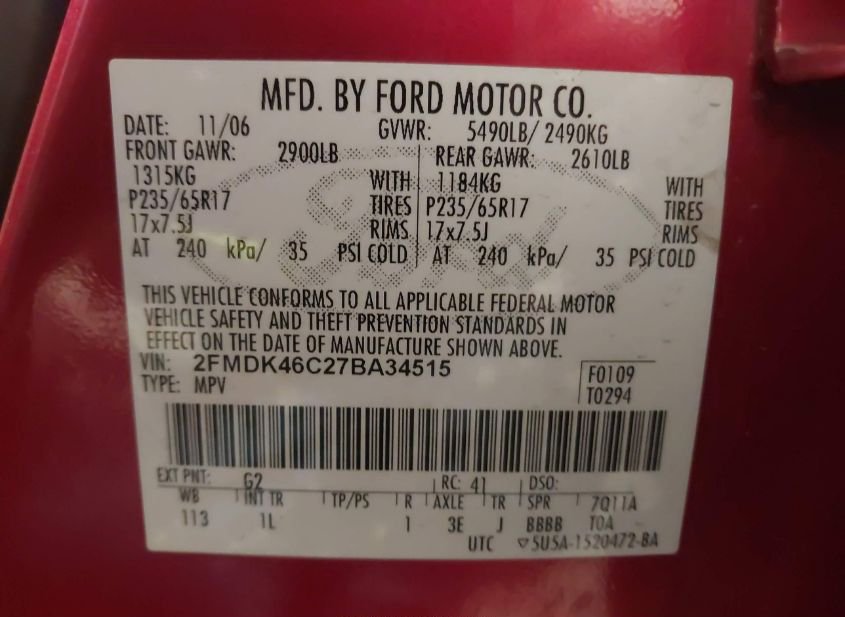 MFD. BY FORD MOTOR CO.
DATE: 11/06 GVWR: 5490LB/ 2490KG
FRONT GAWR: 2900LB REAR GAWR: 2610LB
1315KG WITH 1184KG WITH
P235/65R17 TIRES P235/65R17 TIRES
17x7.5J RIMS 17x7.5J RIMS
AT 240 kPa/ 35 PSI COLD AT 240 kPa/ 35 PSI COLD
Ford
THIS VEHICLE CONFORMS TO ALL APPLICABLE FEDERAL MOTOR
VEHICLE SAFETY AND THEFT PREVENTION STANDARDS IN
EFFECT ON THE DATE OF MANUFACTURE SHOWN ABOVE.
VIN: 2FMDK46C27BA34515 F0109
TYPE: MPV T0294
EXT PNT: G2 RC: 41 DSO:
WB INT TR TP/PS R AXLE TR SPR 7Q11A
113 1L 1 3E J BBBB TOA
UTC ▽5U5A-1520472-BA